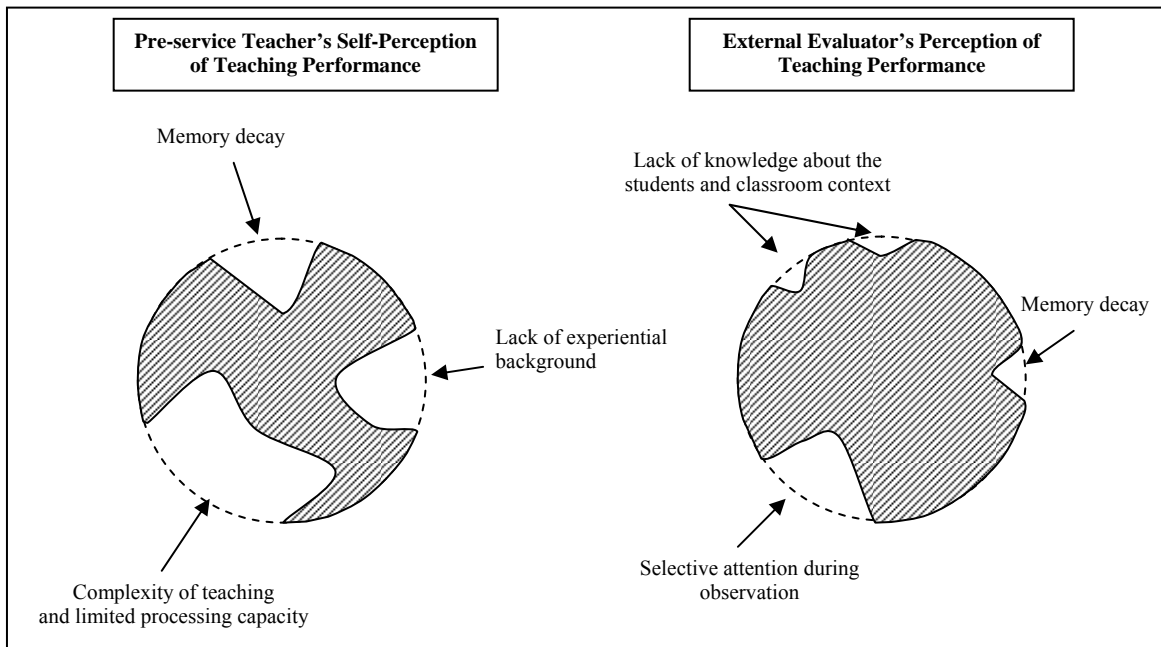 Pre-service Teacher's Self-Perception
of Teaching Performance
External Evaluator's Perception of
Teaching Performance
Memory decay
Lack of knowledge about the
students and classroom context
Lack of experiential
background
Memory decay
Complexity of teaching
and limited processing capacity
Selective attention during
observation